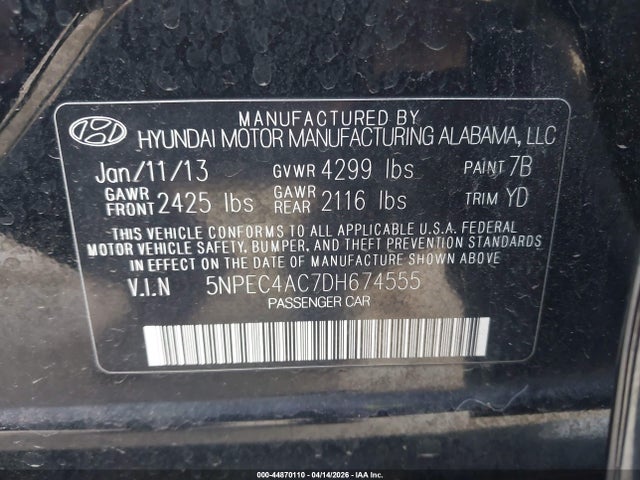 MANUFACTURED BY
HYUNDAI MOTOR MANUFACTURING ALABAMA, LLC
Jan/11/13 GVWR 4299 lbs PAINT 7B
GAWR FRONT 2425 lbs GAWR REAR 2116 lbs TRIM YD
THIS VEHICLE CONFORMS TO ALL APPLICABLE U.S.A. FEDERAL
MOTOR VEHICLE SAFETY, BUMPER, AND THEFT PREVENTION STANDARDS
IN EFFECT ON THE DATE OF MANUFACTURE SHOWN ABOVE.
V.I.N 5NPEC4AC7DH674555
PASSENGER CAR
000-44870110 - 04/14/2026 - IAA Inc.